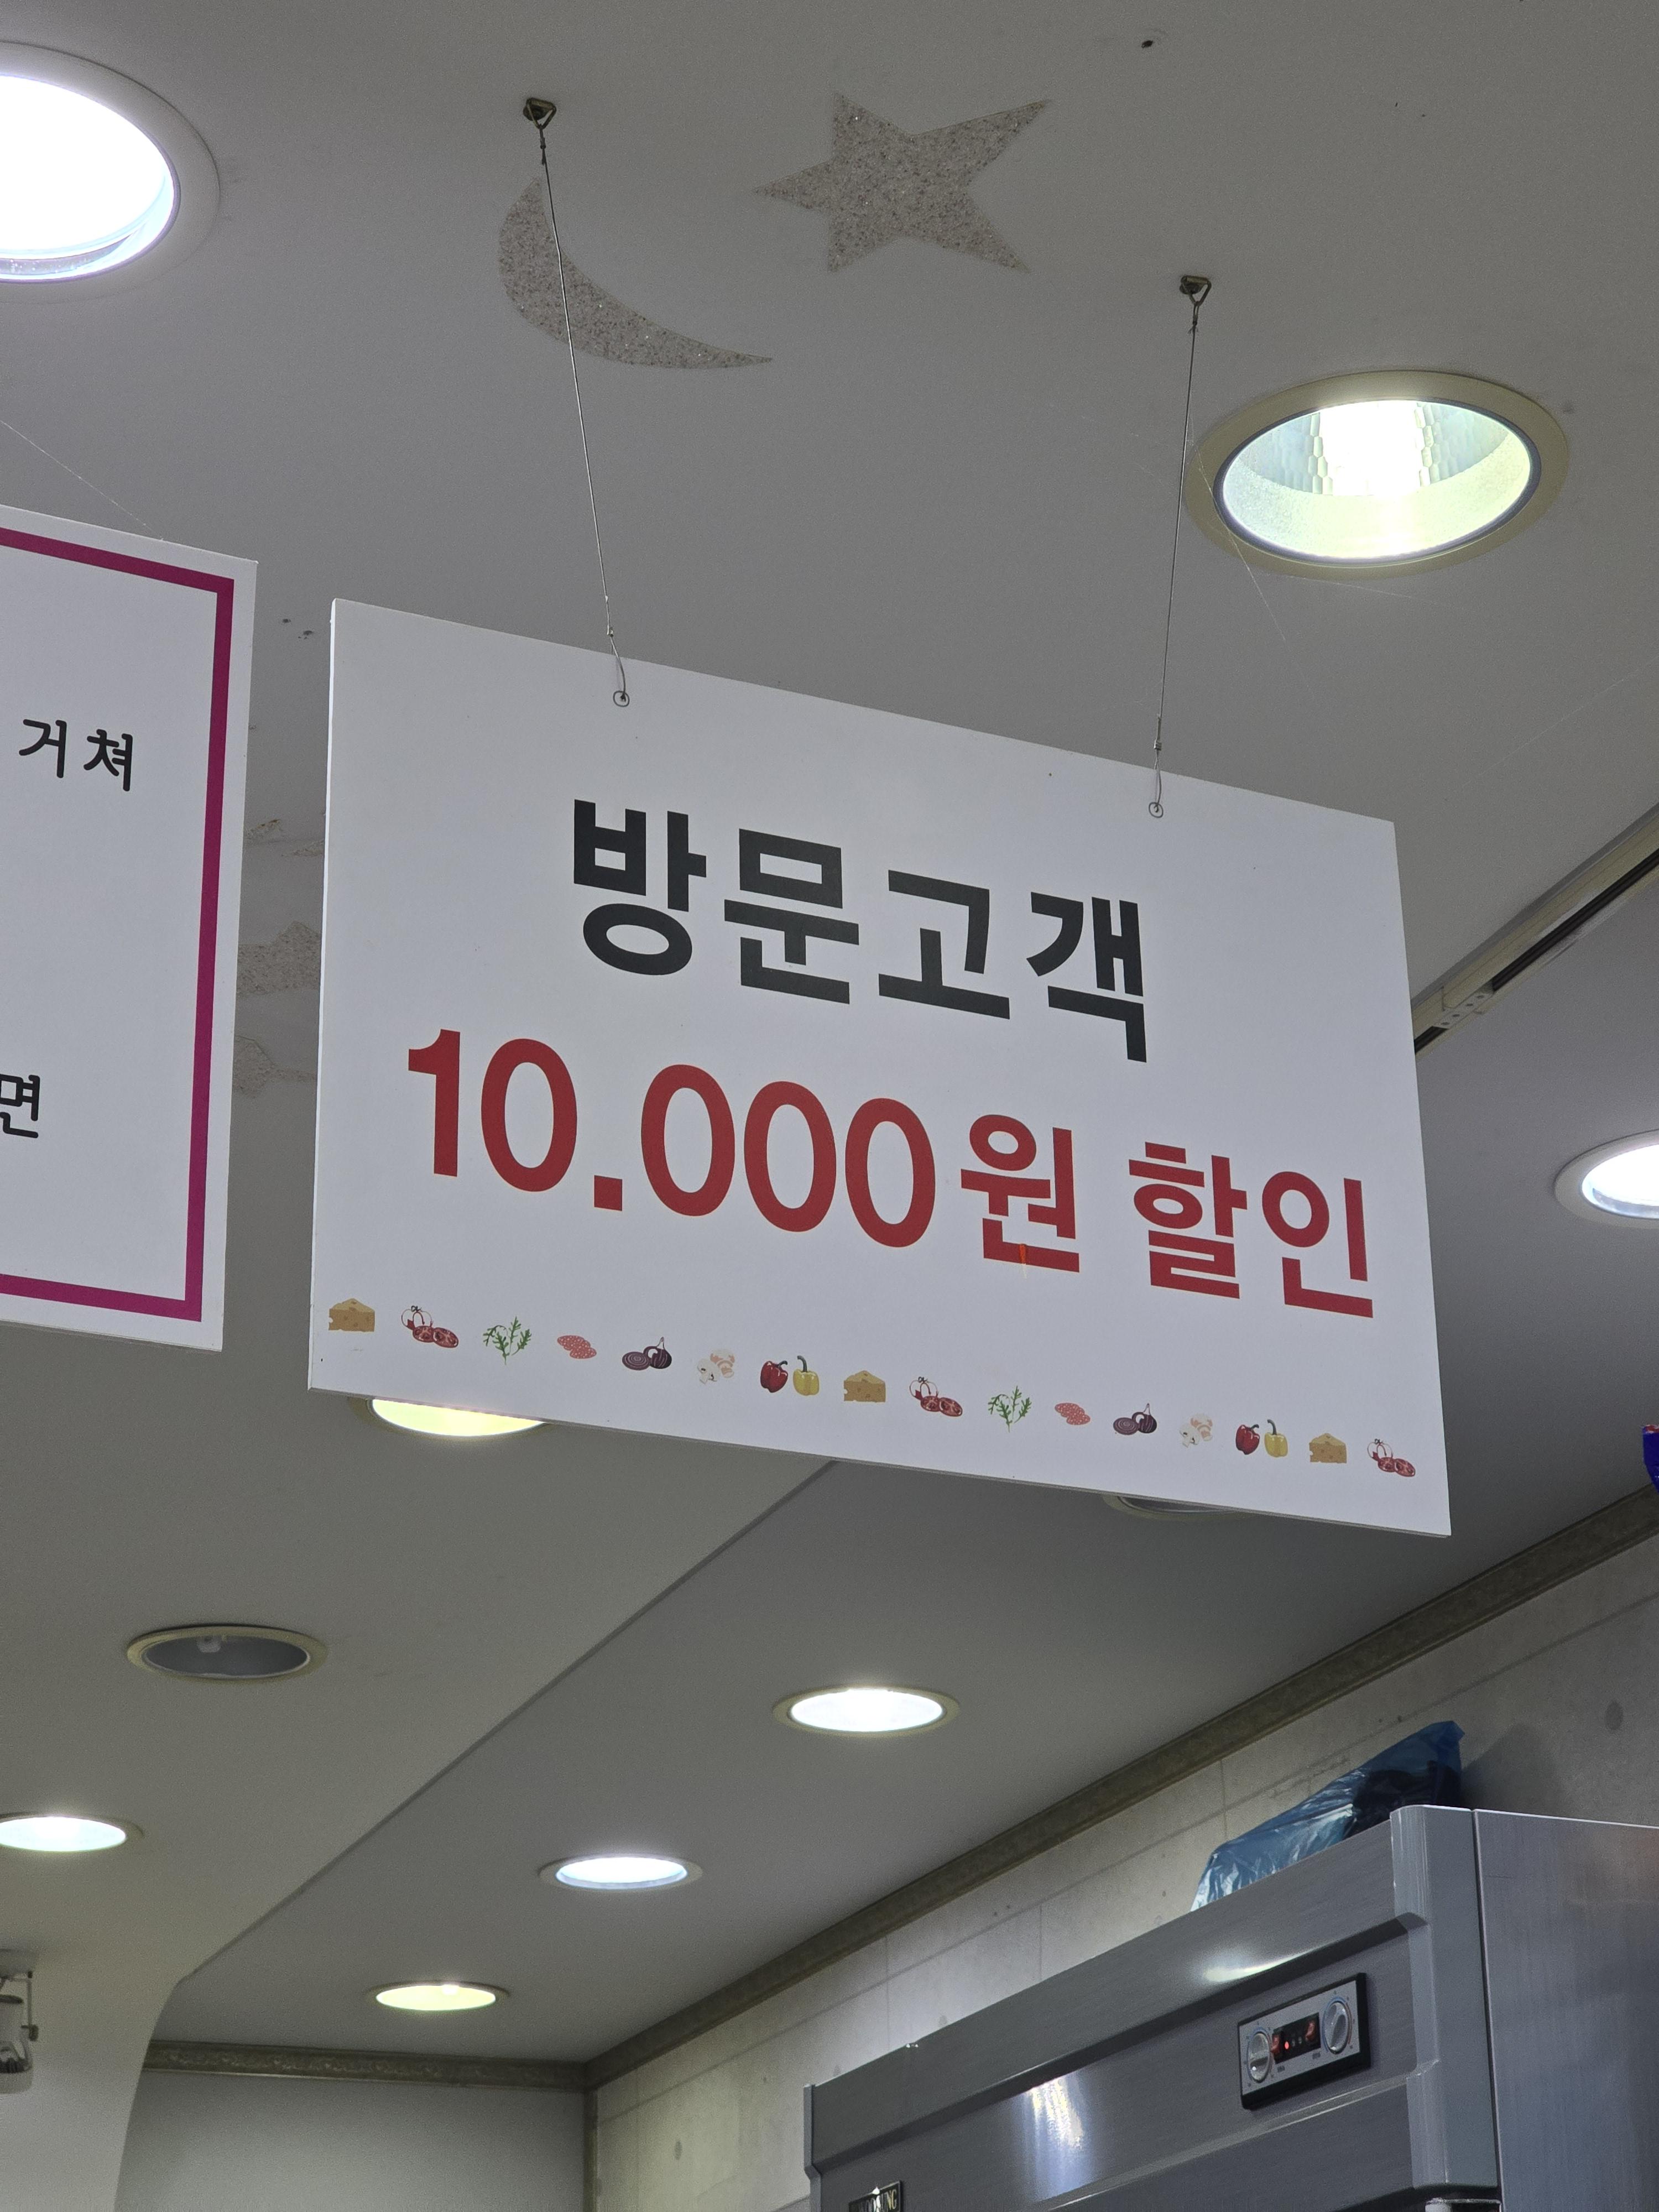 거쳐
면
방문고객
10.000원 할인